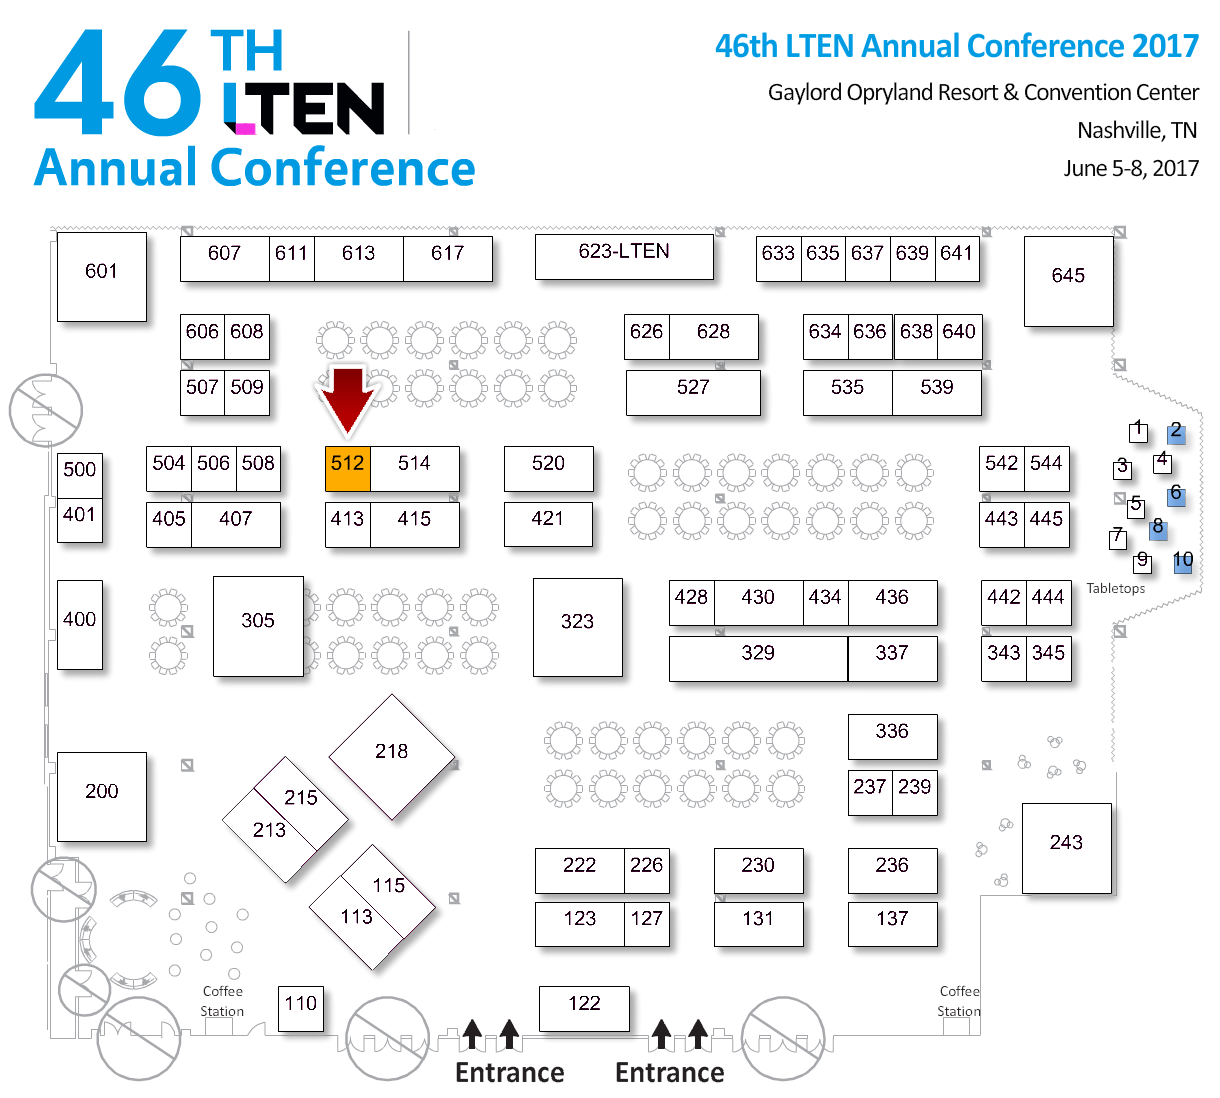 46TH
LTEN
Annual Conference
46th LTEN Annual Conference 2017
Gaylord Opryland Resort & Convention Center
Nashville, TN
June 5-8, 2017
601
607 611 613 617
623-LTEN
633 635 637 639 641
645
606 608
626 628
634 636 638 640
507 509
527
535 539
1 2
500
504 506 508
512 514
520
542 544
3 4
401
405 407
413 415
421
443 445
5 6
7 8
9 10
Tabletops
400
305
323
428 430 434 436
442 444
329 337
343 345
218
336
200
215
213
237 239
243
222 226
230
236
115
113
123 127
131
137
Coffee
Station
110
122
Coffee
Station
Entrance Entrance